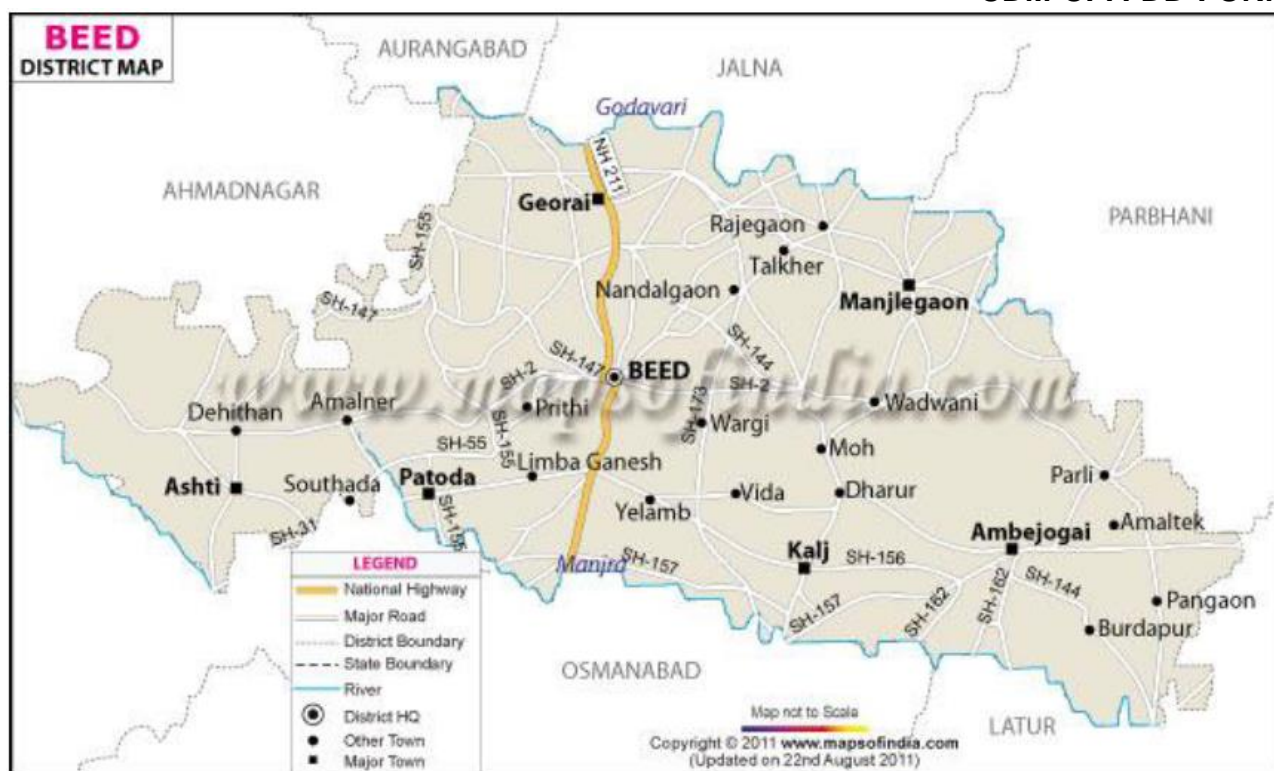 BEED
DISTRICT MAP
AURANGABAD
JALNA
Godavari
AHMADNAGAR
NH 211
Georai
PARBHANI
SH-155
Rajegaon
Talkher
Nandalgaon
Manjlegaon
SH-147
SH-147
SH-144
BEED
www.mapsofindia.com
SH-2
SH-2
Dehithan
Amalner
Prithi
SH-173
Wargi
Wadwani
SH-55
SH-155
Moh
Limba Ganesh
Parli
Ashti
Southada
Patoda
Yelamb
Vida
Dharur
SH-31
SH-155
Amaltek
Ambejogai
LEGEND
Manjra
SH-157
Kalj
SH-156
National Highway
SH-157
SH-162
SH-162
SH-144
Pangaon
Burdapur
Major Road
District Boundary
State Boundary
River
OSMANABAD
District HQ
Other Town
Major Town
LATUR
Map not to Scale
Copyright © 2011 www.mapsofindia.com
(Updated on 22nd August 2011)